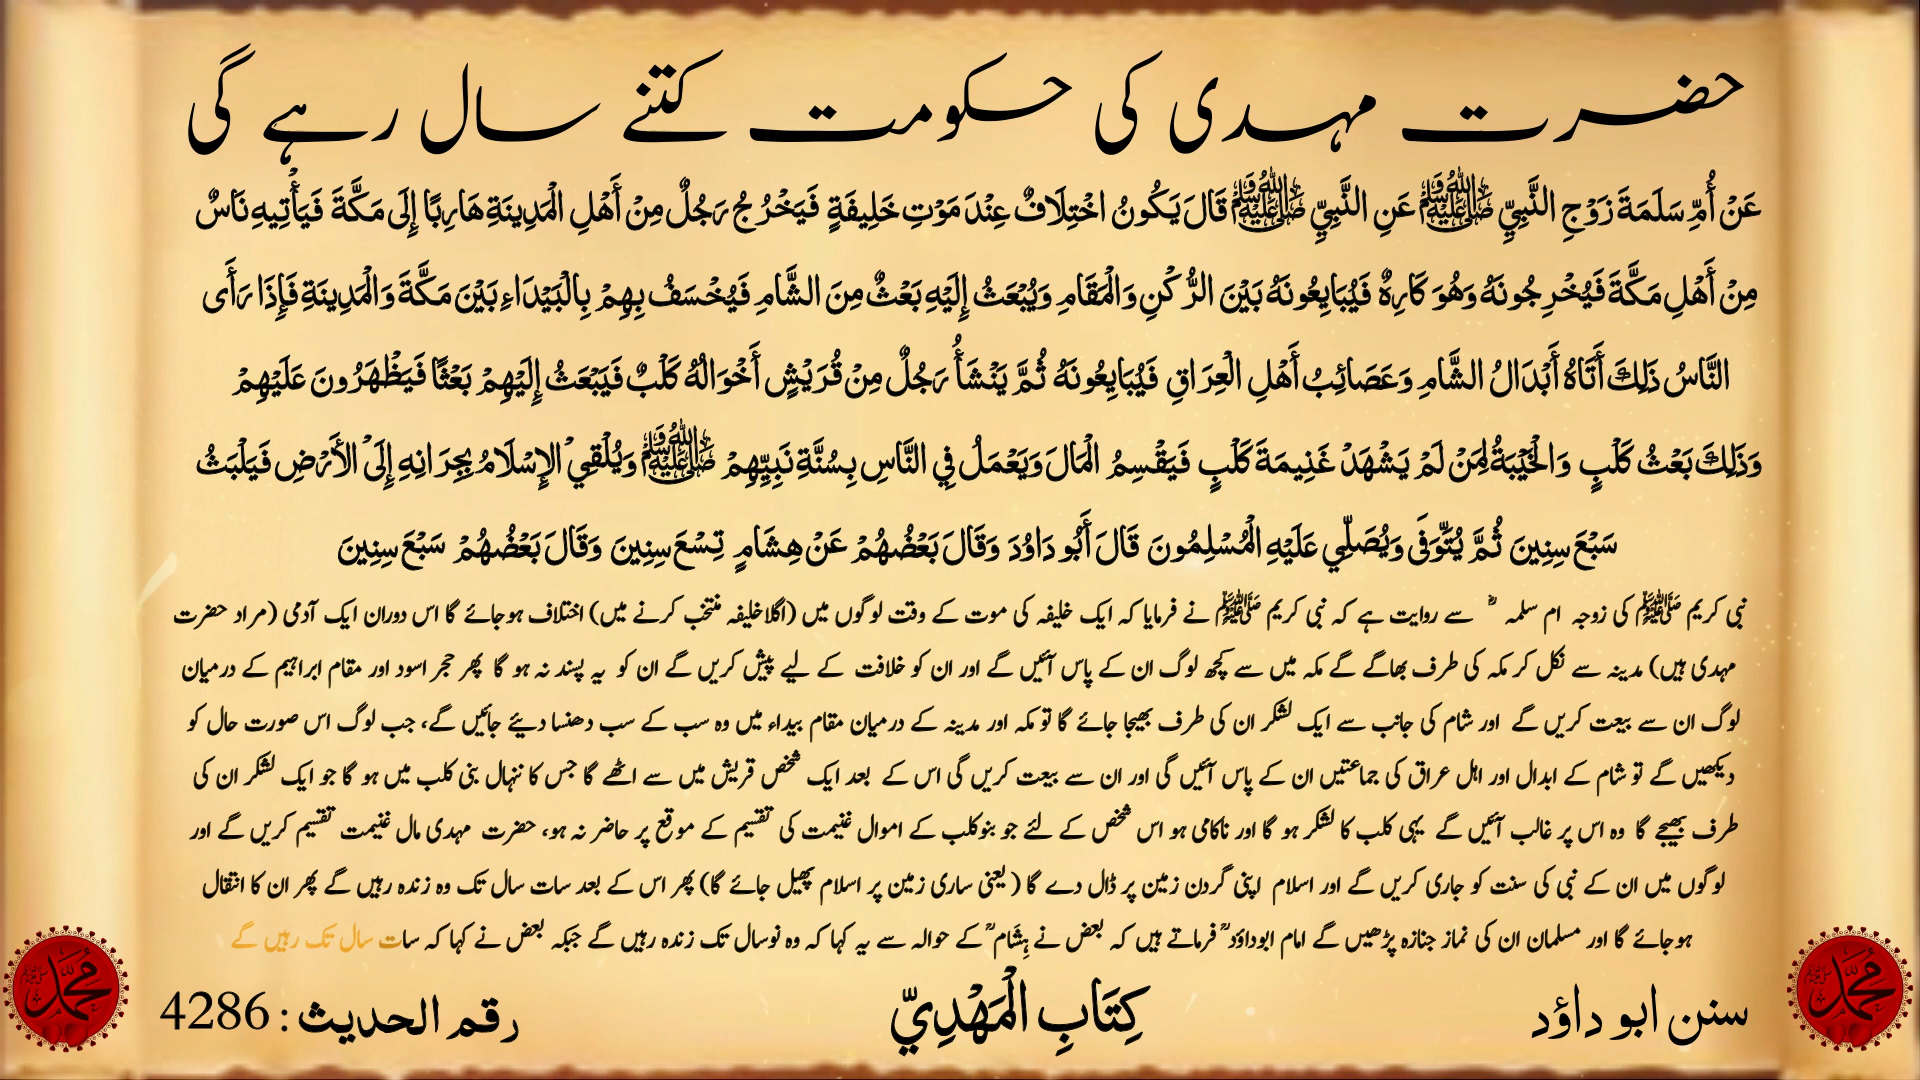 حضرت مہدی کی حکومت کتنے سال رہے گی
عَنْ أُمِّ سَلَمَةَ زَوْجِ النَّبِيِّ ﷺ عَنِ النَّبِيِّ ﷺ قَالَ يَكُونُ اخْتِلَافٌ عِنْدَ مَوْتِ خَلِيفَةٍ فَيَخْرُجُ رَجُلٌ مِنْ أَهْلِ الْمَدِينَةِ هَارِبًا إِلَى مَكَّةَ فَيَأْتِيهِ نَاسٌ
مِنْ أَهْلِ مَكَّةَ فَيُخْرِجُونَهُ وَهُوَ كَارِهٌ فَيُبَايِعُونَهُ بَيْنَ الرُّكْنِ وَالْمَقَامِ وَيُبْعَثُ إِلَيْهِ بَعْثٌ مِنَ الشَّامِ فَيُخْسَفُ بِهِمْ بِالْبَيْدَاءِ بَيْنَ مَكَّةَ وَالْمَدِينَةِ فَإِذَا رَأَى
النَّاسُ ذَلِكَ أَتَاهُ أَبْدَالُ الشَّامِ وَعَصَائِبُ أَهْلِ الْعِرَاقِ فَيُبَايِعُونَهُ ثُمَّ يَنْشَأُ رَجُلٌ مِنْ قُرَيْشٍ أَخْوَالُهُ كَلْبٌ فَيَبْعَثُ إِلَيْهِمْ بَعْثًا فَيَظْهَرُونَ عَلَيْهِمْ
وَذَلِكَ بَعْثُ كَلْبٍ وَالْخَيْبَةُ لِمَنْ لَمْ يَشْهَدْ غَنِيمَةَ كَلْبٍ فَيَقْسِمُ الْمَالَ وَيَعْمَلُ فِي النَّاسِ بِسُنَّةِ نَبِيِّهِمْ ﷺ وَيُلْقِي الْإِسْلَامُ بِجِرَانِهِ إِلَى الْأَرْضِ فَيَلْبَثُ
سَبْعَ سِنِينَ ثُمَّ يُتَوَفَّى وَيُصَلِّي عَلَيْهِ الْمُسْلِمُونَ قَالَ أَبُو دَاوُدَ وَقَالَ بَعْضُهُمْ عَنْ هِشَامٍ تِسْعَ سِنِينَ وَقَالَ بَعْضُهُمْ سَبْعَ سِنِينَ
نبی کریم ﷺ کی زوجہ ام سلمہ ؓ سے روایت ہے کہ نبی کریم ﷺ نے فرمایا کہ ایک خلیفہ کی موت کے وقت لوگوں میں (اگلا خلیفہ منتخب کرنے میں) اختلاف ہو جائے گا اس دوران ایک آدمی (مراد حضرت
مہدی ہیں) مدینہ سے نکل کر مکہ کی طرف بھاگے گے مکہ میں سے کچھ لوگ ان کے پاس آئیں گے اور ان کو خلافت کے لیے پیش کریں گے ان کو یہ پسند نہ ہو گا پھر حجر اسود اور مقام ابراہیم کے درمیان
لوگ ان سے بیعت کریں گے اور شام کی جانب سے ایک لشکر ان کی طرف بھیجا جائے گا تو مکہ اور مدینہ کے درمیان مقام بیداء میں وہ سب کے سب دھنسا دیئے جائیں گے، جب لوگ اس صورت حال کو
دیکھیں گے تو شام کے ابدال اور اہل عراق کی جماعتیں ان کے پاس آئیں گی اور ان سے بیعت کریں گی اس کے بعد ایک شخص قریش میں سے اٹھے گا جس کا ننہال بنی کلب میں ہو گا جو ایک لشکر ان کی
طرف بھیجے گا وہ اس پر غالب آئیں گے یہی کلب کا لشکر ہو گا اور ناکامی ہو اس شخص کے لئے جو بنوکلب کے اموال غنیمت کی تقسیم کے موقع پر حاضر نہ ہو، حضرت مہدی مال غنیمت تقسیم کریں گے اور
لوگوں میں ان کے نبی کی سنت کو جاری کریں گے اور اسلام اپنی گردن زمین پر ڈال دے گا (یعنی ساری زمین پر اسلام پھیل جائے گا) پھر اس کے بعد سات سال تک وہ زندہ رہیں گے پھر ان کا انتقال
ہو جائے گا اور مسلمان ان کی نماز جنازہ پڑھیں گے امام ابوداؤد ؒ فرماتے ہیں کہ بعض نے ہِشَام ؒ کے حوالہ سے یہ کہا کہ وہ نوسال تک زندہ رہیں گے جبکہ بعض نے کہا کہ سات سال تک رہیں گے
سنن ابو داؤد
كِتَابِ الْمَهْدِيِّ
رقم الحدیث : 4286
محمد ﷺ
محمد ﷺ